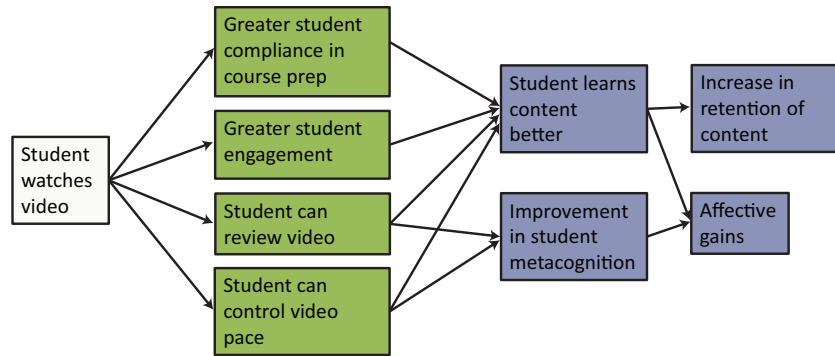 Student
watches
video
Greater student
compliance in
course prep
Greater student
engagement
Student can
review video
Student can
control video
pace
Student learns
content
better
Improvement
in student
metacognition
Increase in
retention of
content
Affective
gains